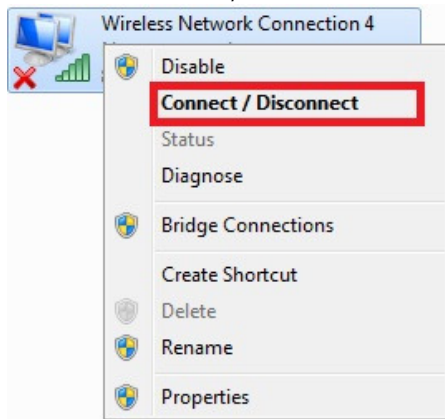 Wireless Network Connection 4
Disable
Connect / Disconnect
Status
Diagnose
Bridge Connections
Create Shortcut
Delete
Rename
Properties